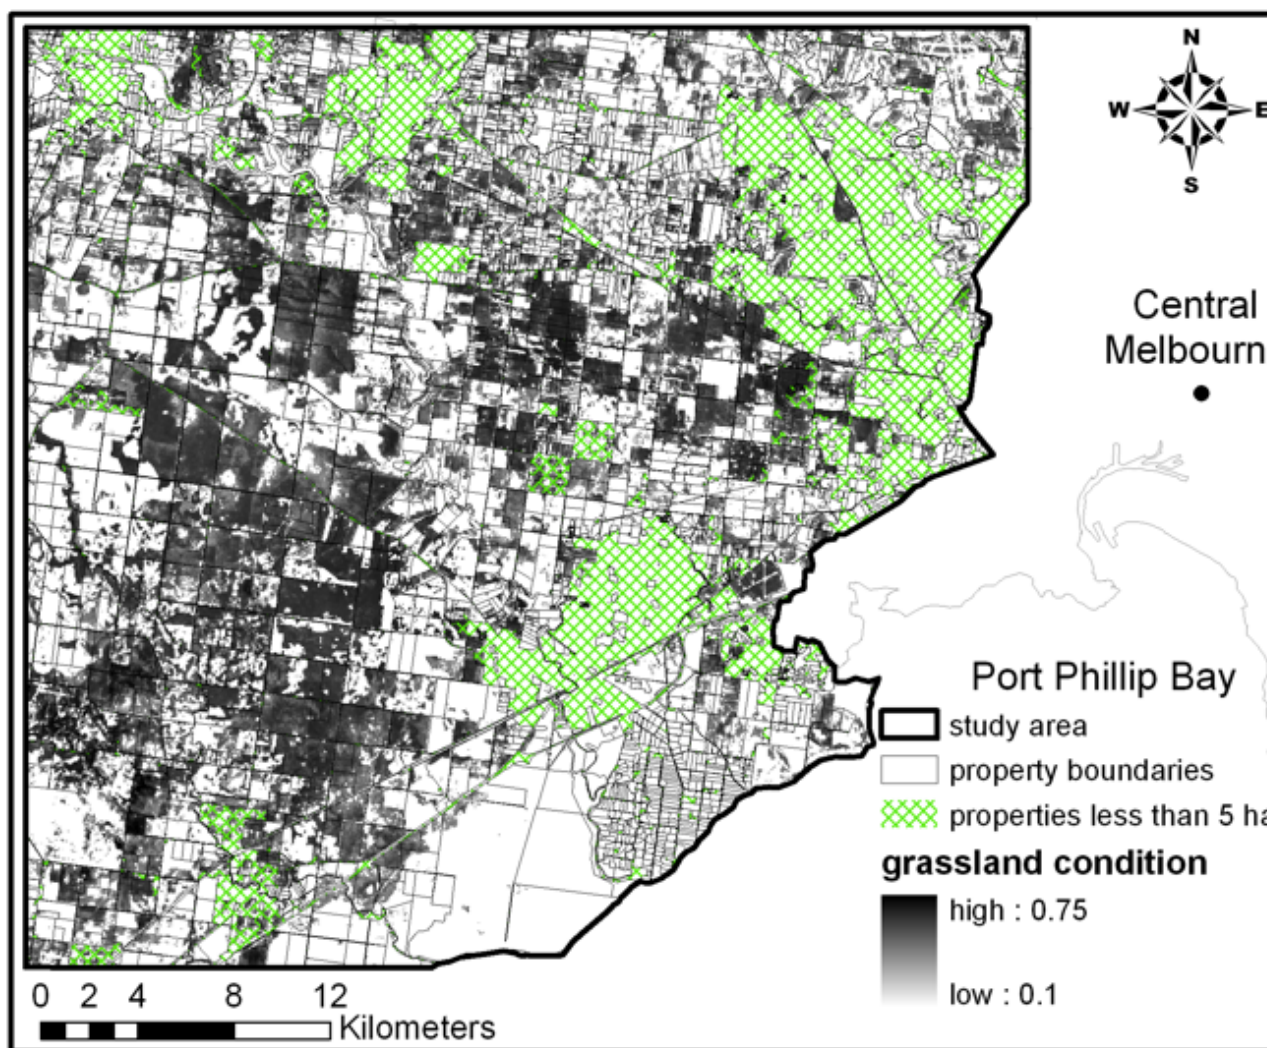 N
W E
S
Central
Melbourn
Port Phillip Bay
study area
property boundaries
properties less than 5 ha
grassland condition
high : 0.75
low : 0.1
0 2 4 8 12
Kilometers